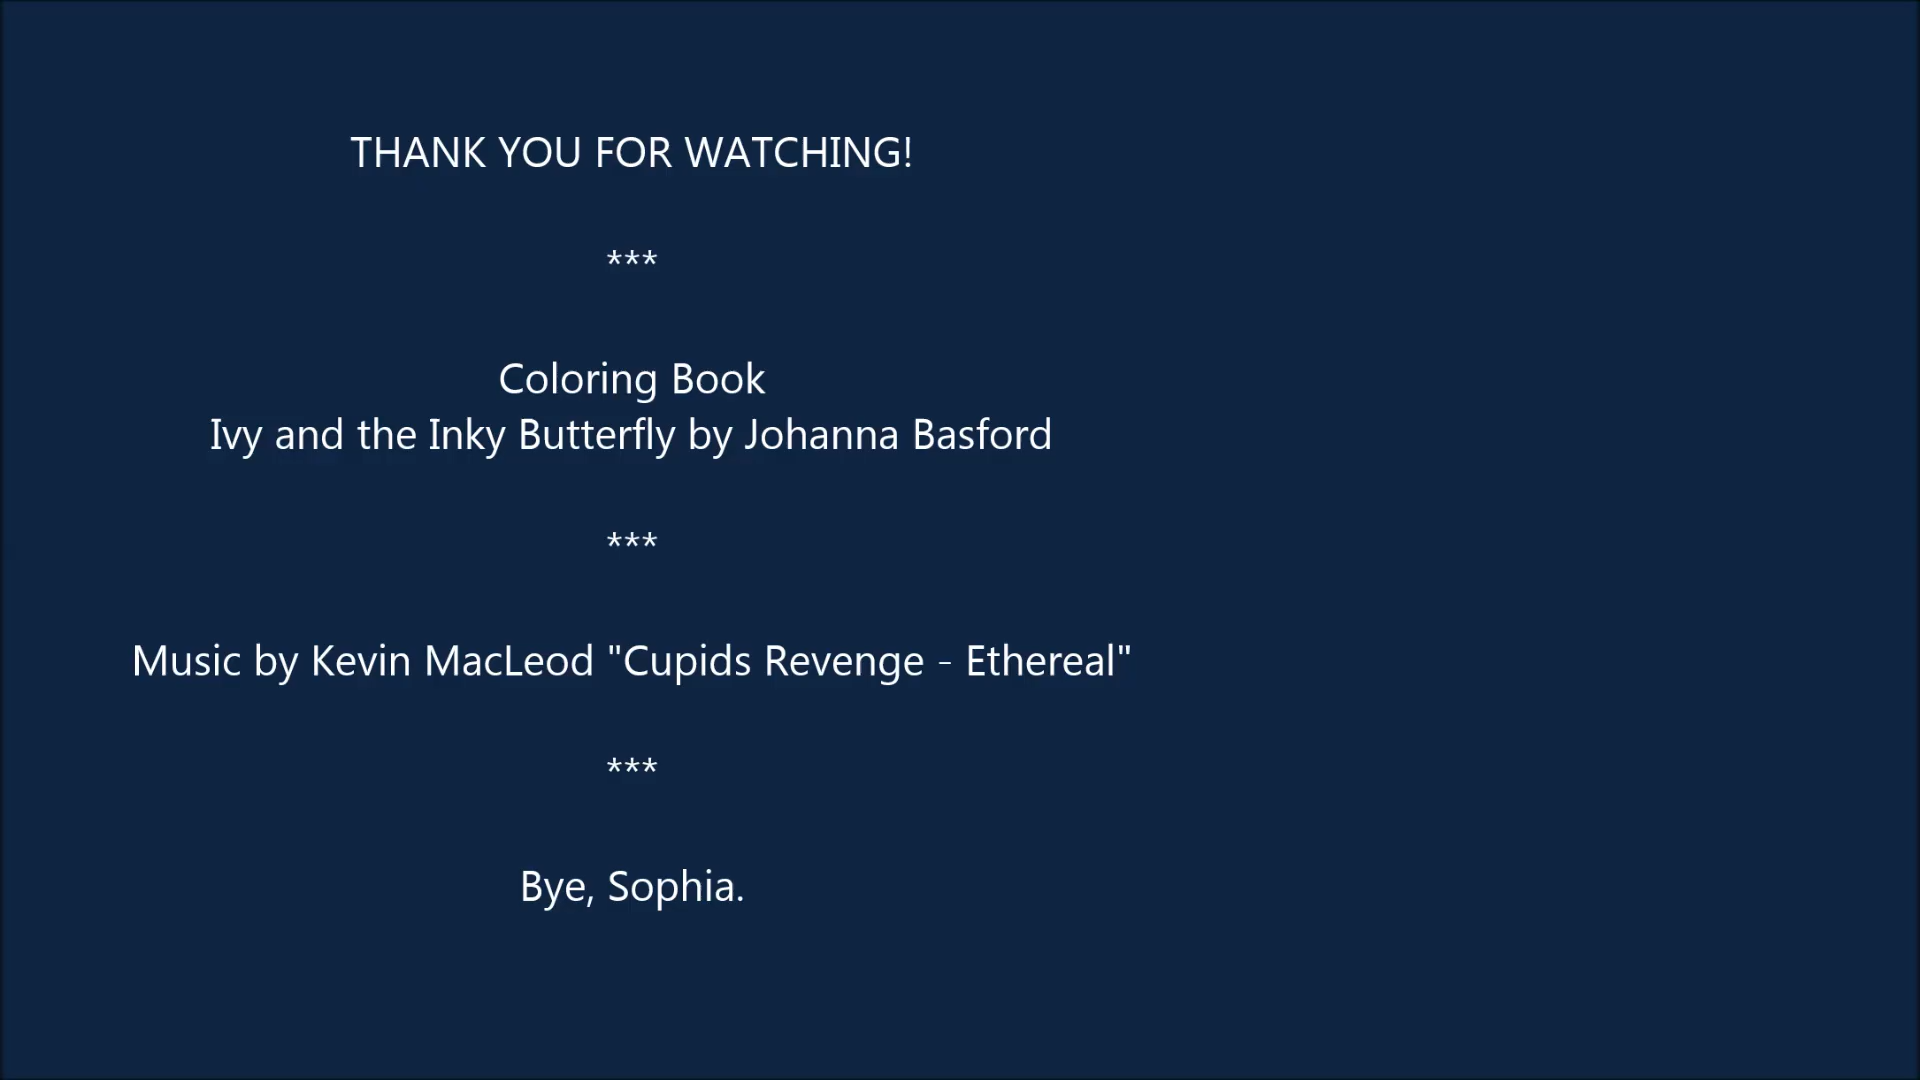 THANK YOU FOR WATCHING!
***
Coloring Book
Ivy and the Inky Butterfly by Johanna Basford
***
Music by Kevin MacLeod "Cupids Revenge - Ethereal"
***
Bye, Sophia.